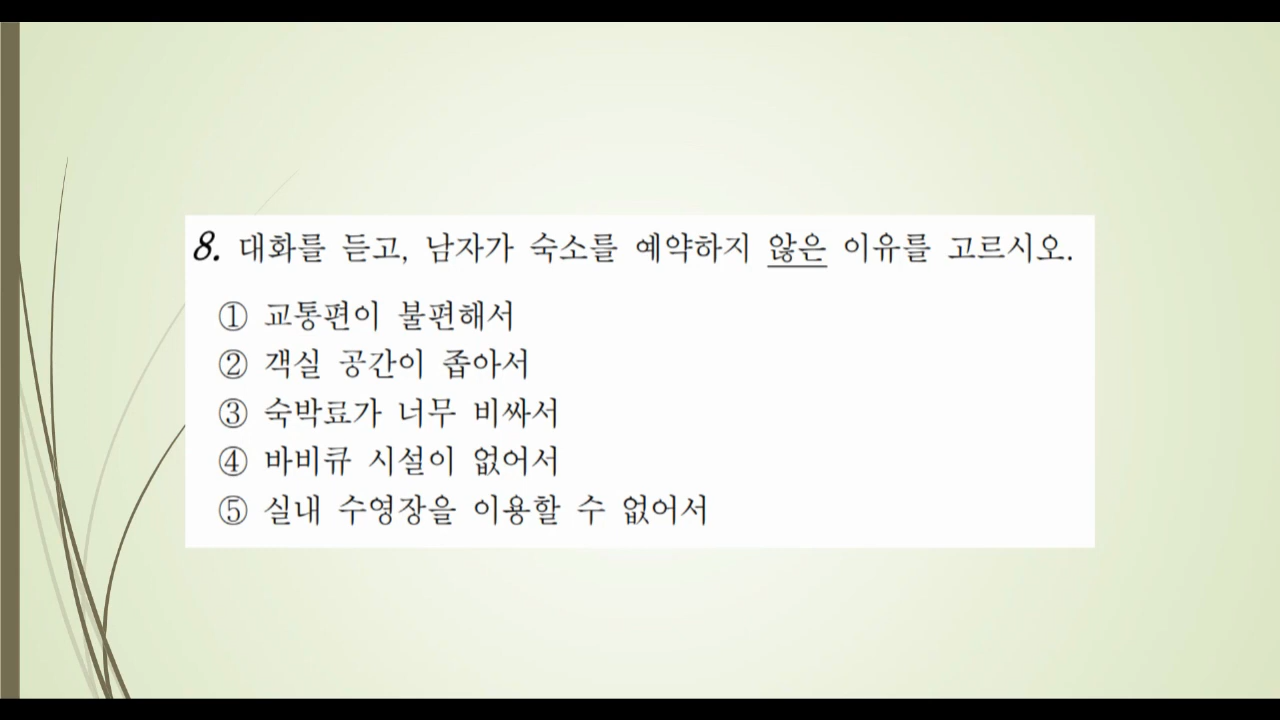 8. 대화를 듣고, 남자가 숙소를 예약하지 않은 이유를 고르시오.
① 교통편이 불편해서
② 객실 공간이 좁아서
③ 숙박료가 너무 비싸서
④ 바비큐 시설이 없어서
⑤ 실내 수영장을 이용할 수 없어서